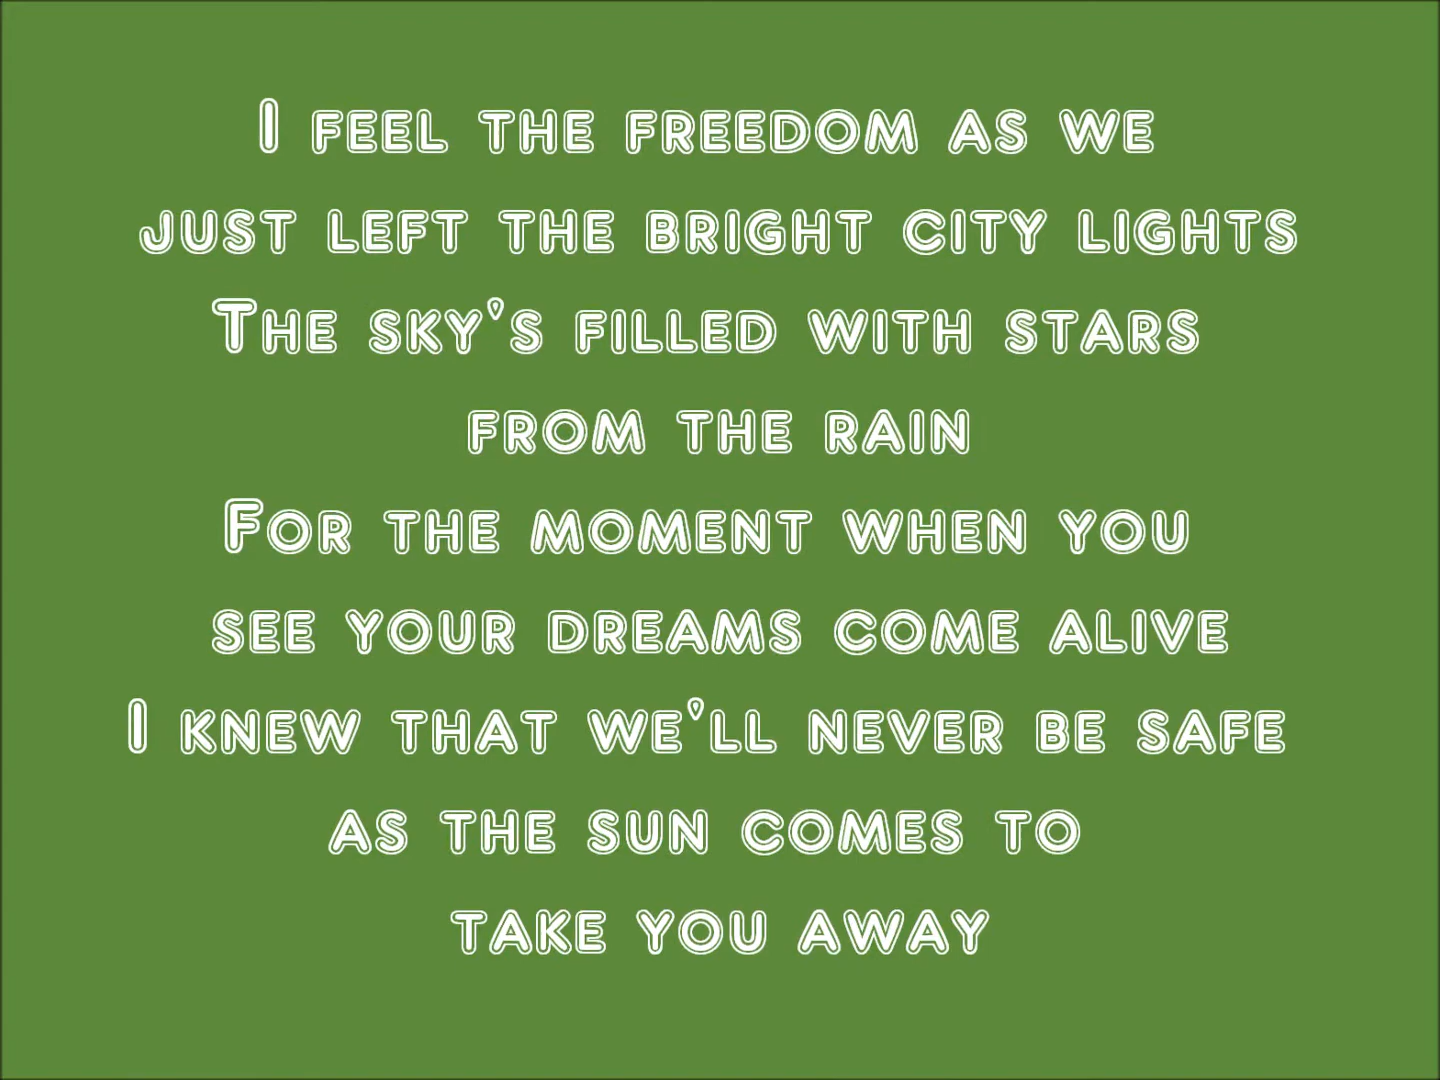 I feel the freedom as we
just left the bright city lights
The sky's filled with stars
from the rain
For the moment when you
see your dreams come alive
I knew that we'll never be safe
as the sun comes to
take you away